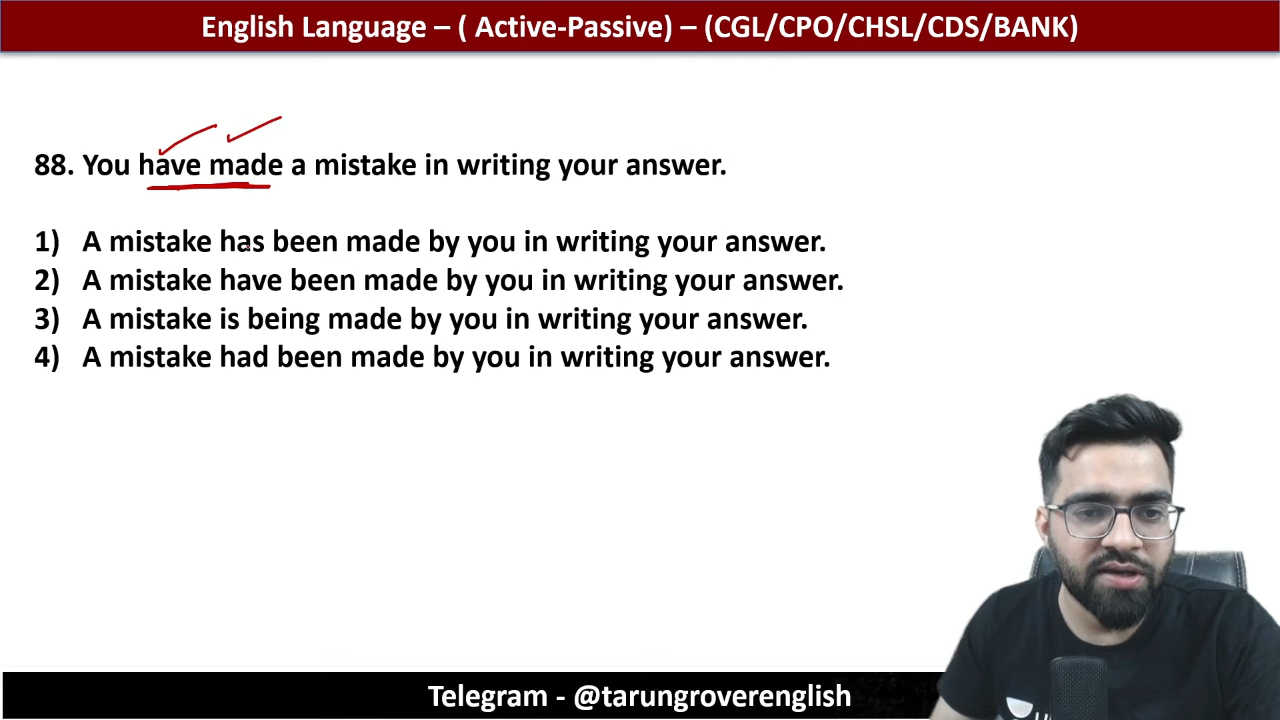 English Language – ( Active-Passive) – (CGL/CPO/CHSL/CDS/BANK)
88. You have made a mistake in writing your answer.
1) A mistake has been made by you in writing your answer.
2) A mistake have been made by you in writing your answer.
3) A mistake is being made by you in writing your answer.
4) A mistake had been made by you in writing your answer.
Telegram - @tarungroverenglish